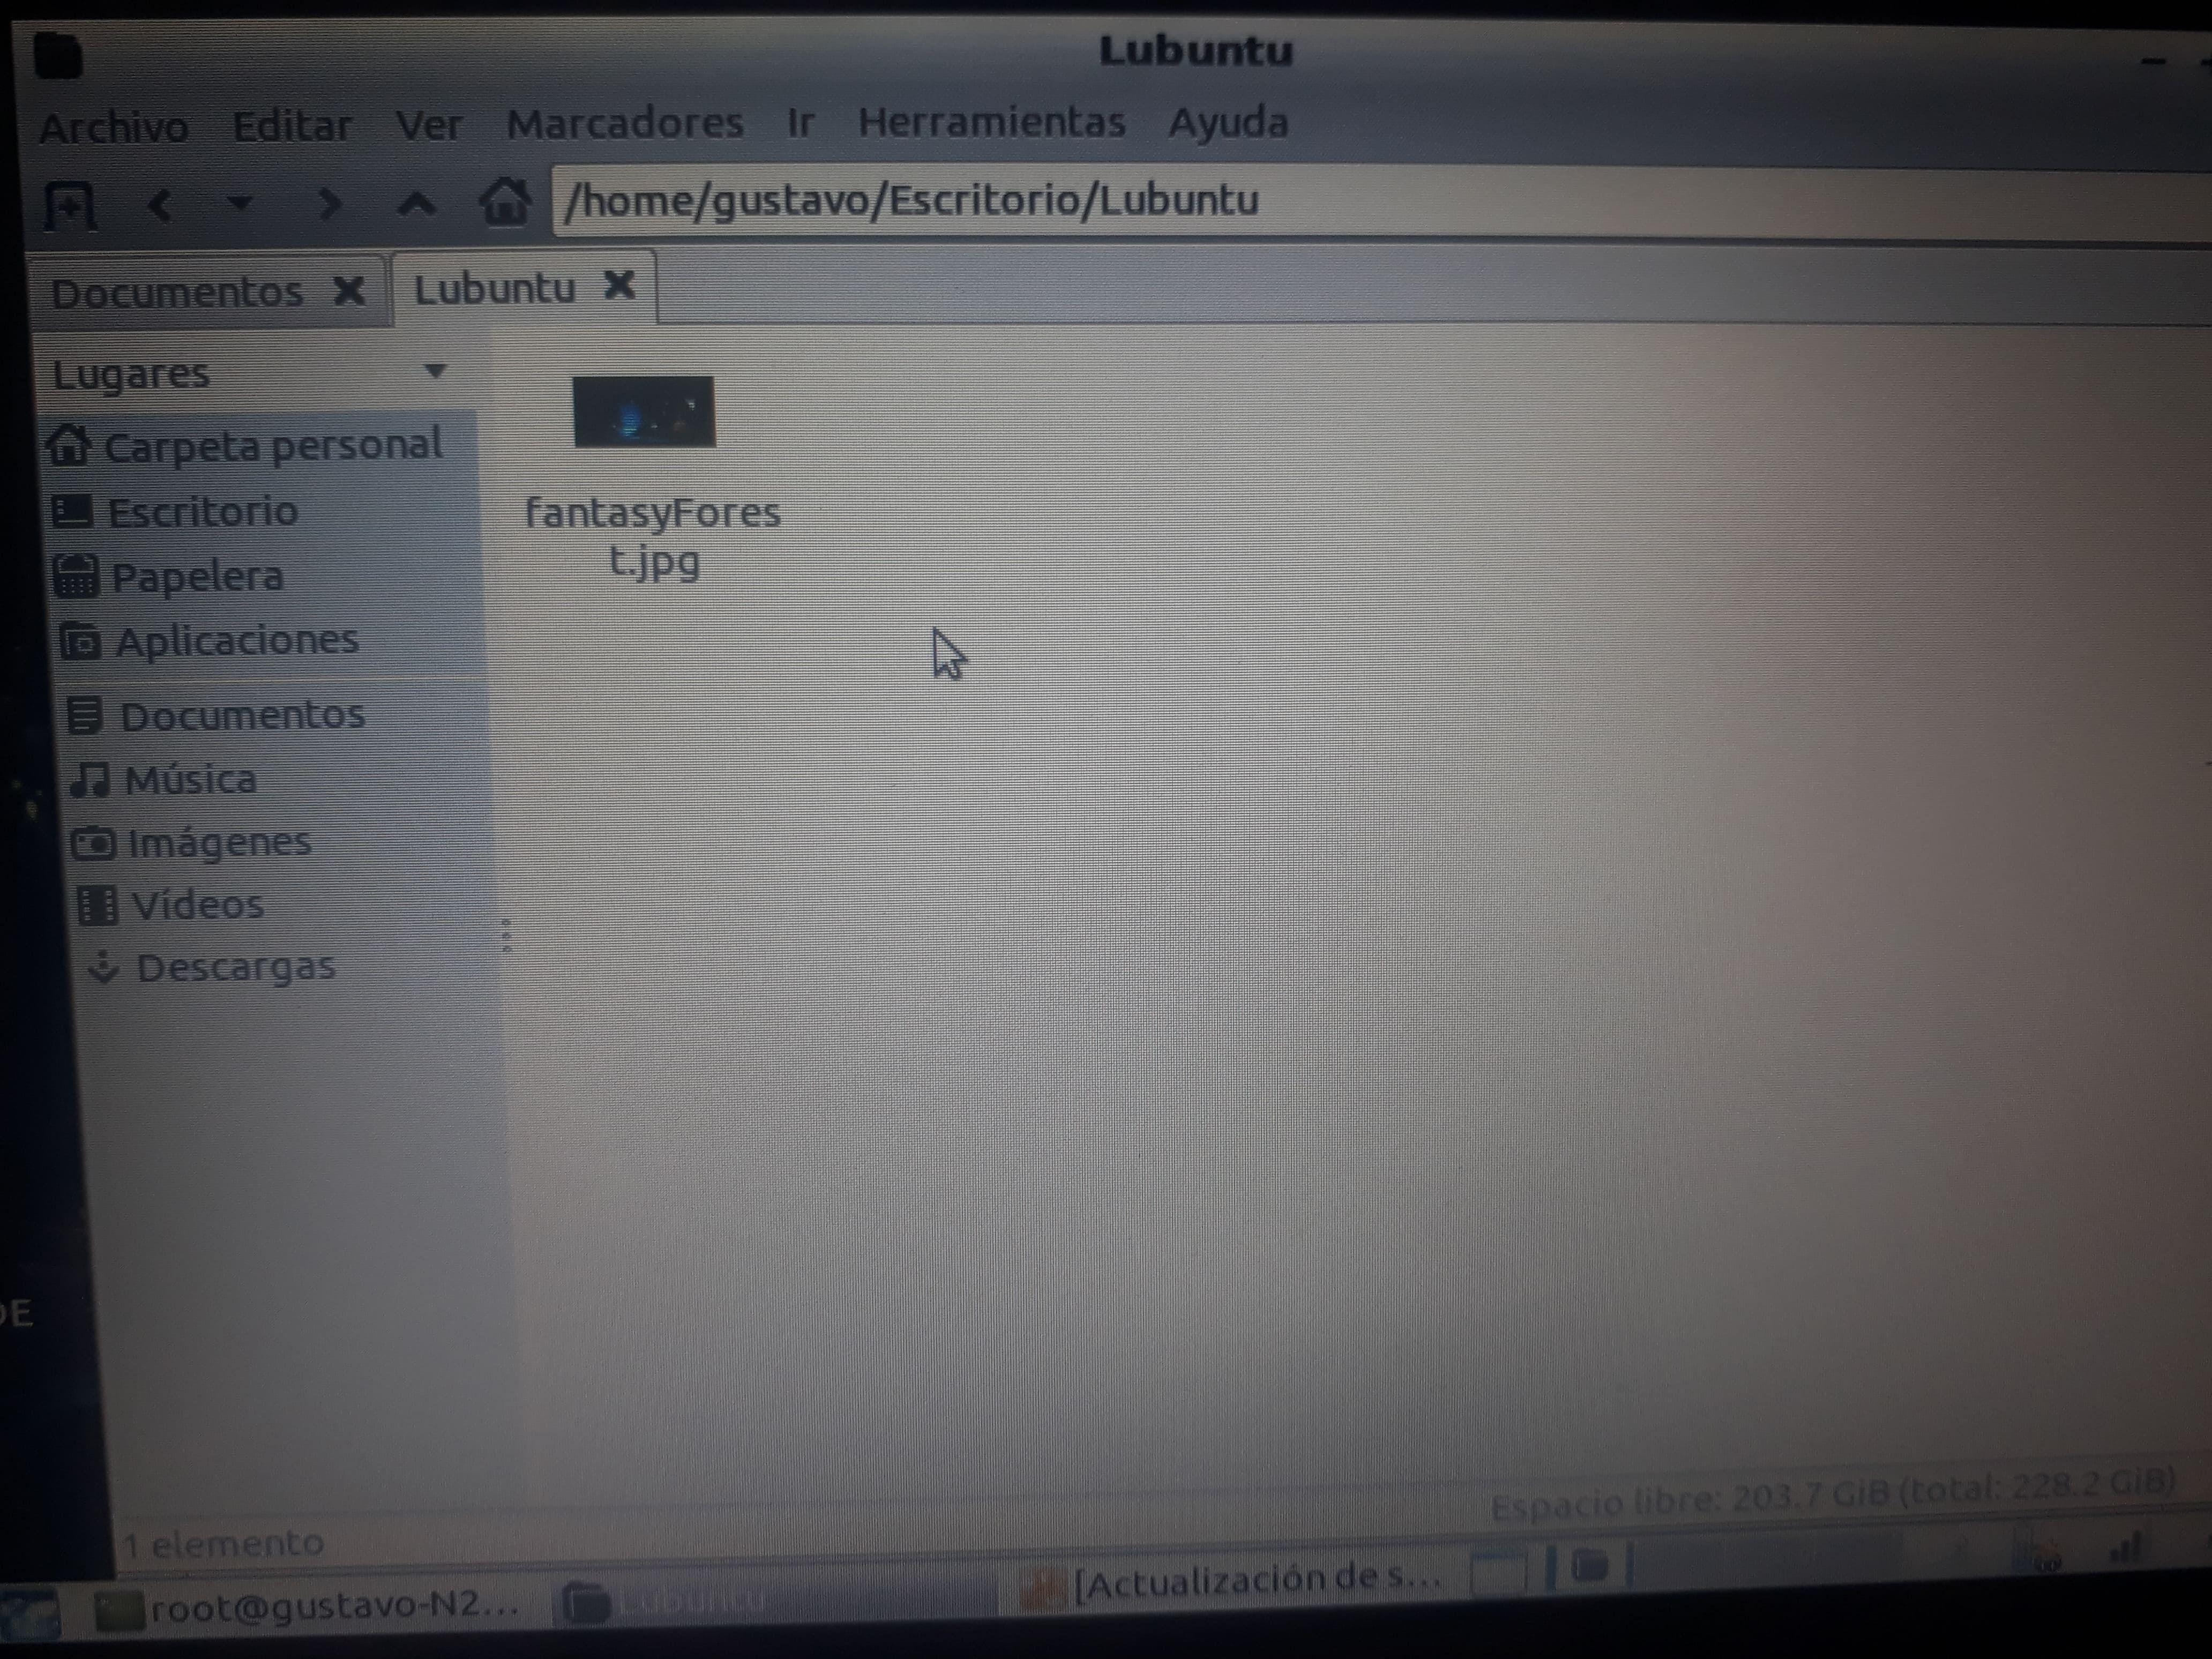 Lubuntu
Archivo Editar Ver Marcadores Ir Herramientas Ayuda
/home/gustavo/Escritorio/Lubuntu
Documentos Lubuntu
Lugares
Carpeta personal
Escritorio
Papelera
Aplicaciones
Documentos
Música
Imágenes
Vídeos
Descargas
fantasyFores
t.jpg
DE
1 elemento
Espacio libre: 203.7 GiB (total: 228.2 GiB)
root@gustavo-N2...
Lubuntu
[Actualización de s...